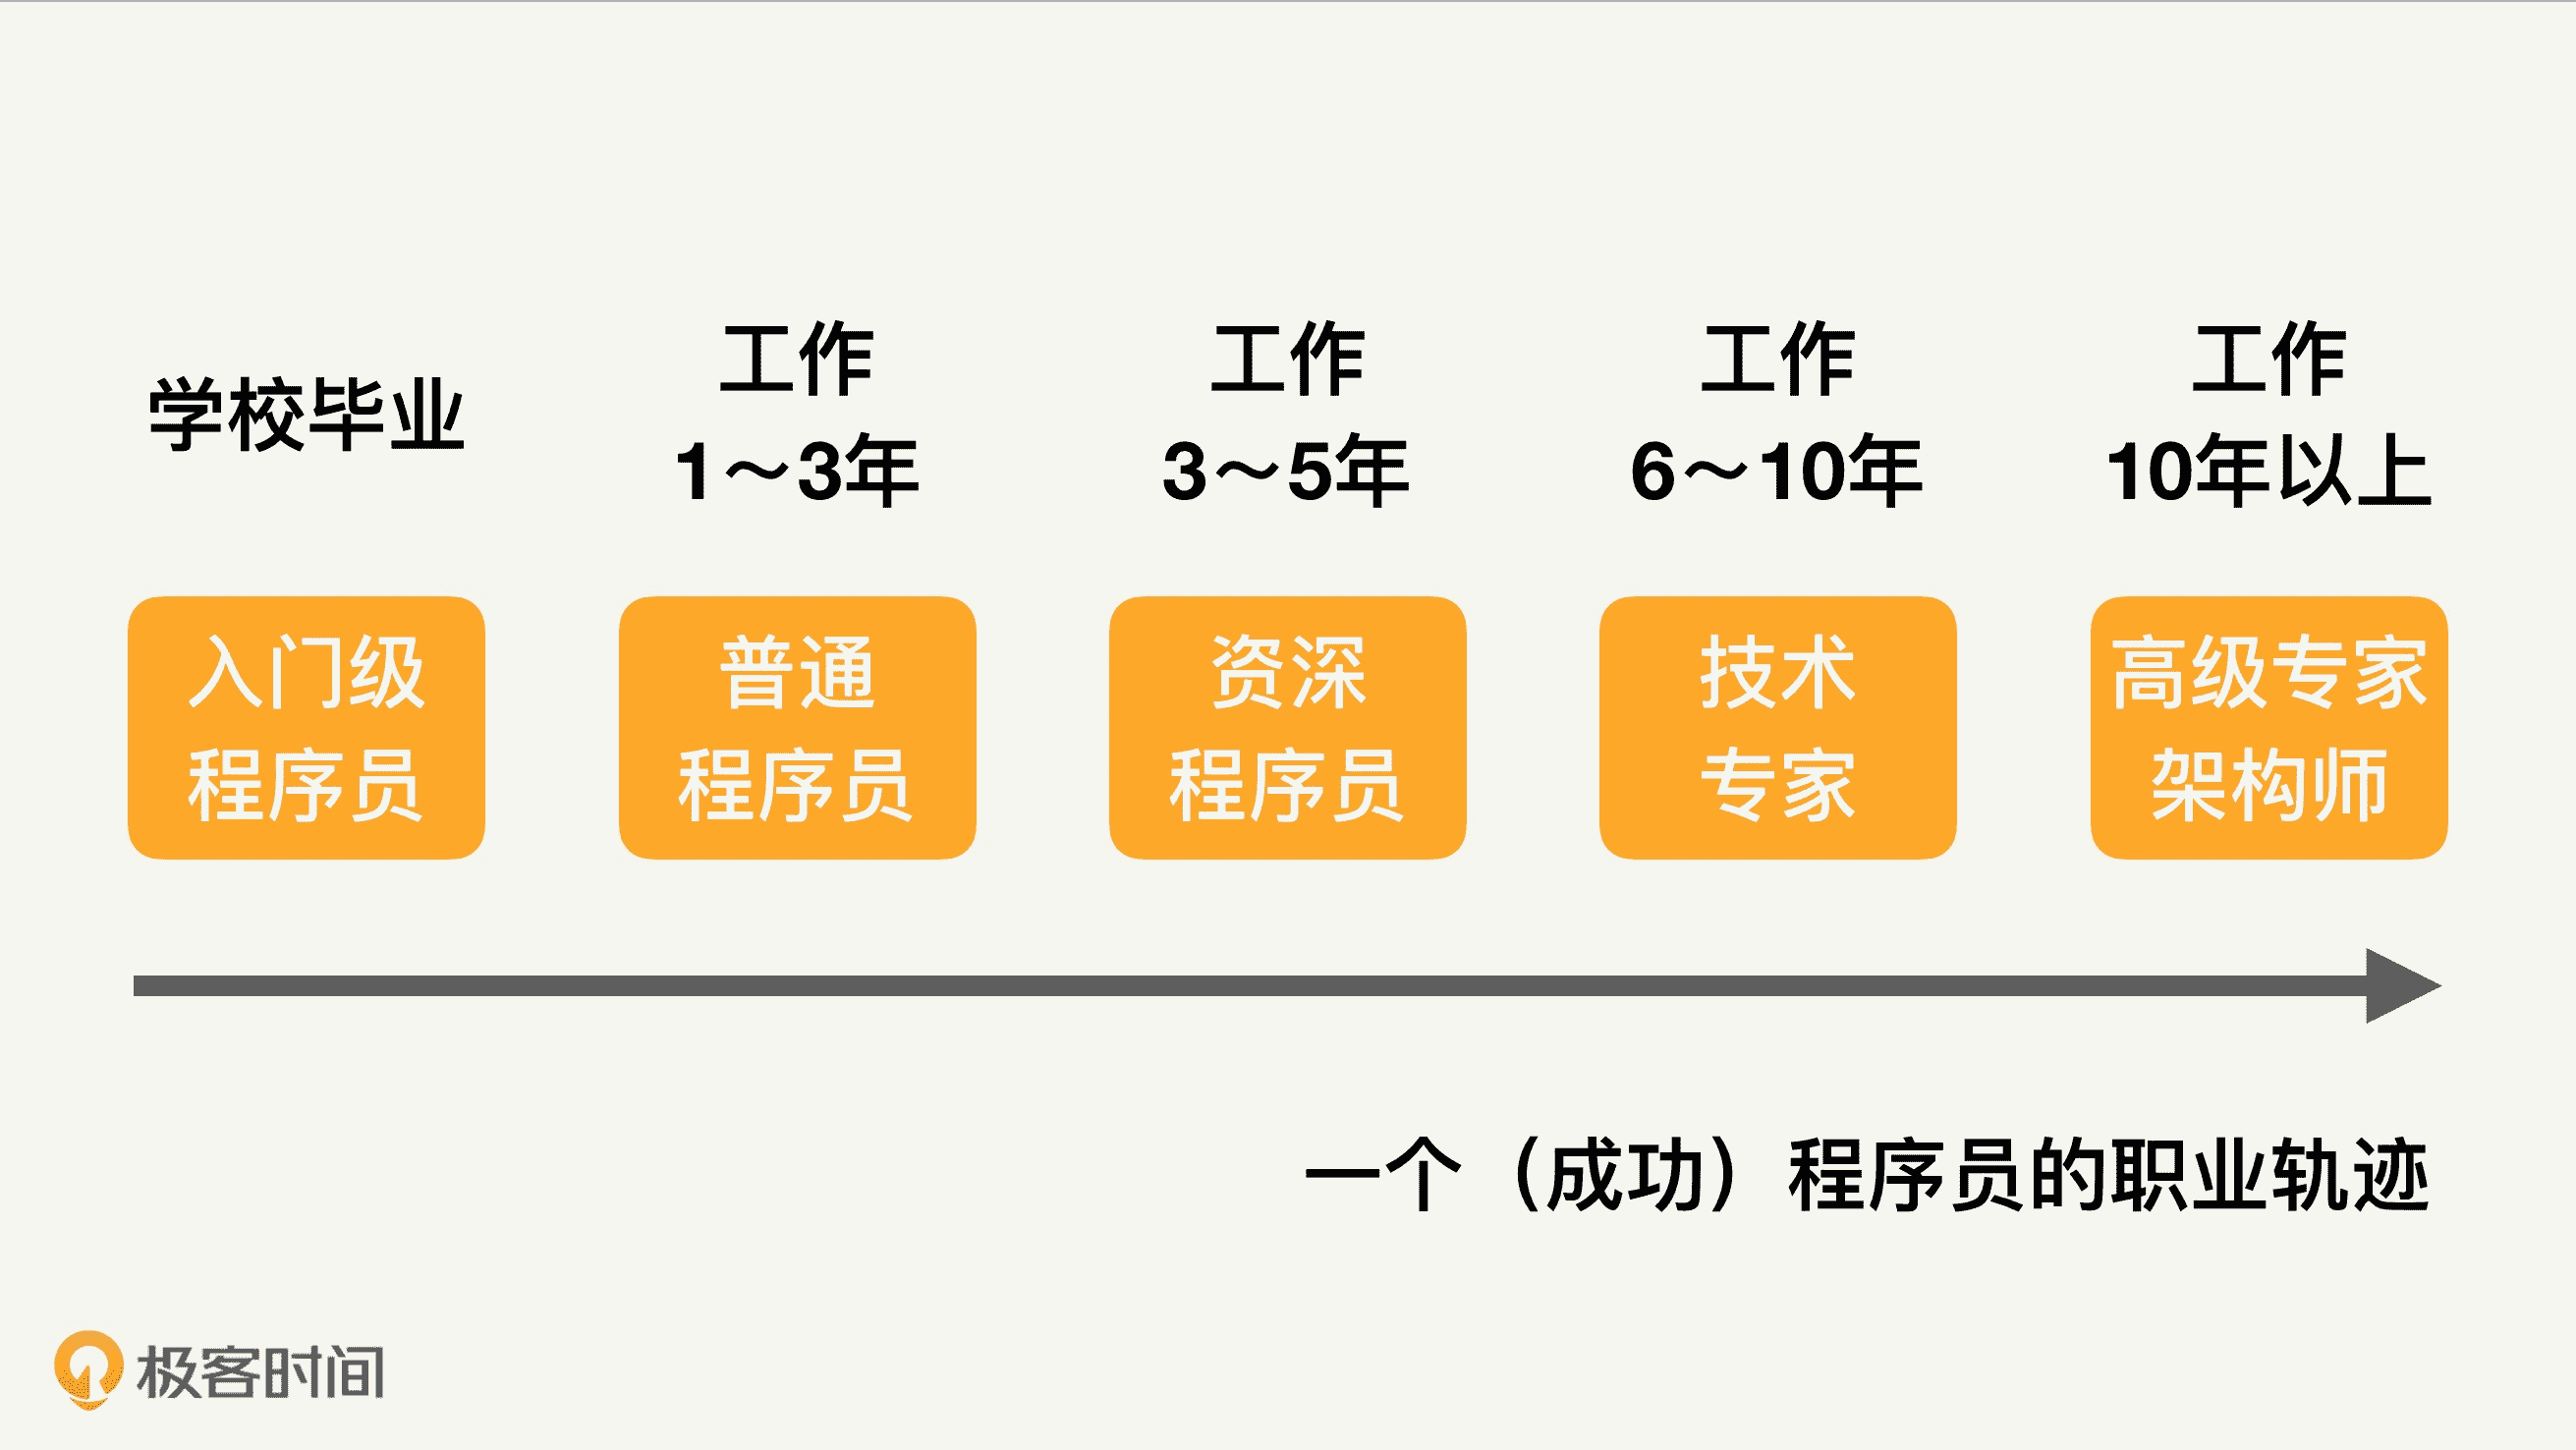 学校毕业
工作
1～3年
工作
3～5年
工作
6～10年
工作
10年以上
入门级
程序员
普通
程序员
资深
程序员
技术
专家
高级专家
架构师
一个（成功）程序员的职业轨迹
极客时间